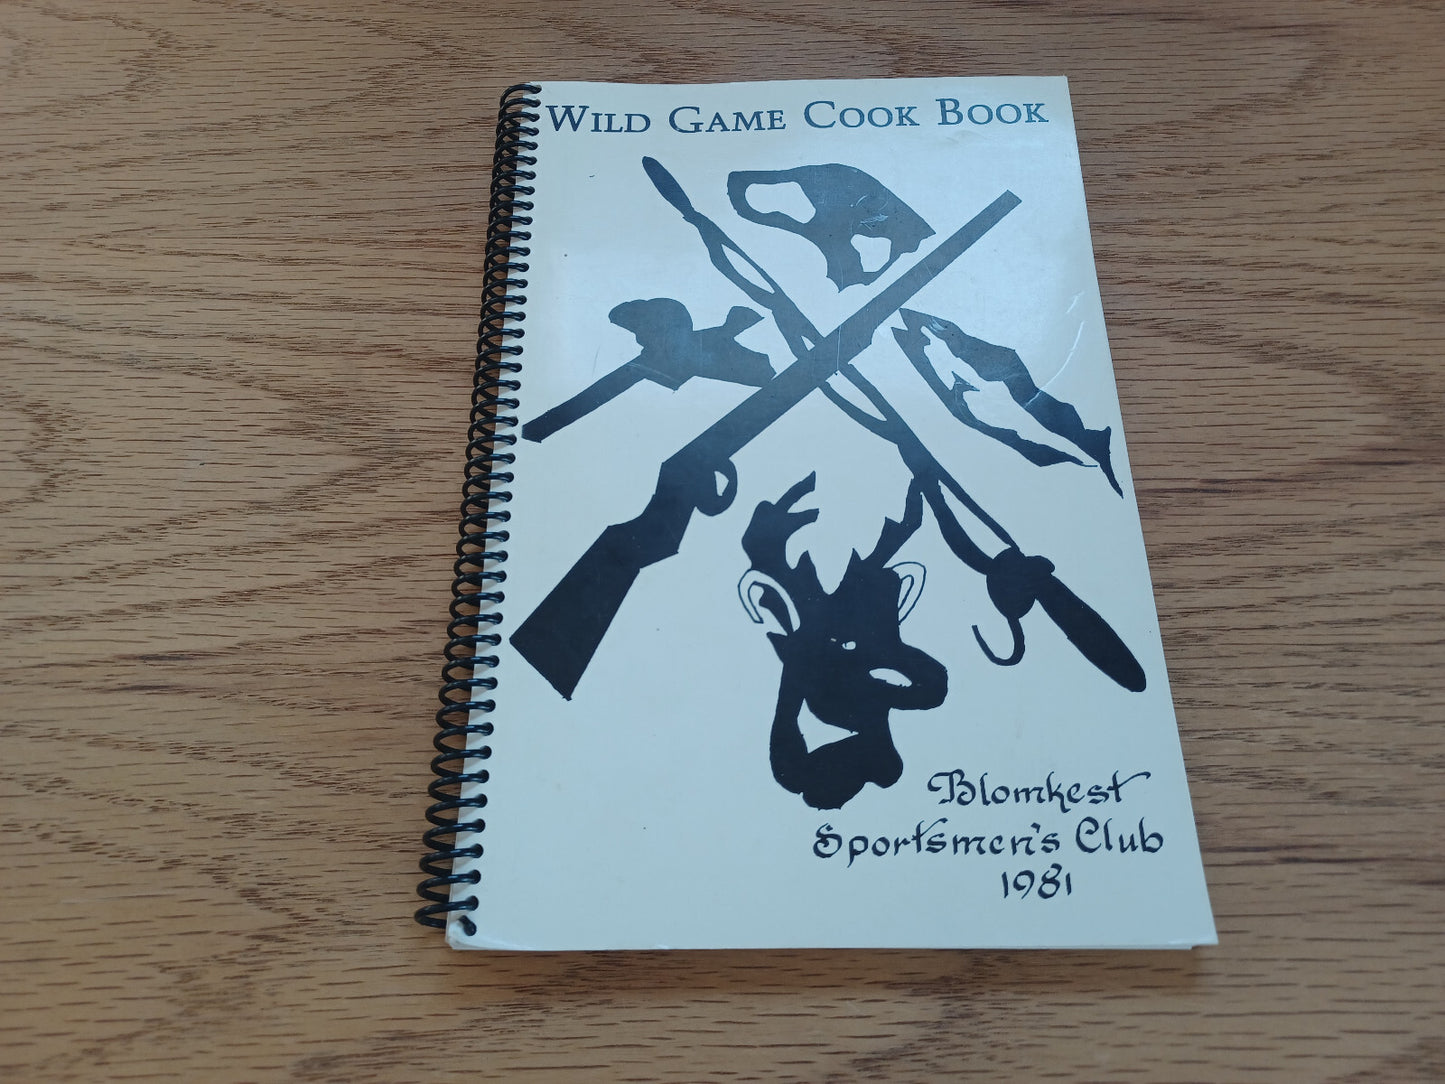 WILD GAME COOK BOOK
Blomkest
Sportsmen's Club
1981